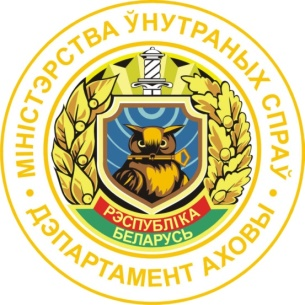 МІНІСТЭРСТВА ЎНУТРАНЫХ СПРАЎ
РЭСПУБЛІКА
БЕЛАРУСЬ
ДЭПАРТАМЕНТ АХОВЫ